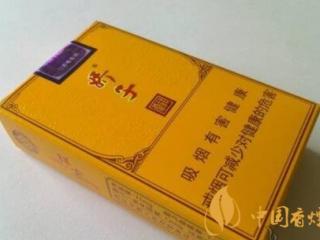 娇子
吸烟有害健康
戒烟可减少对健康的危害
中国香烟